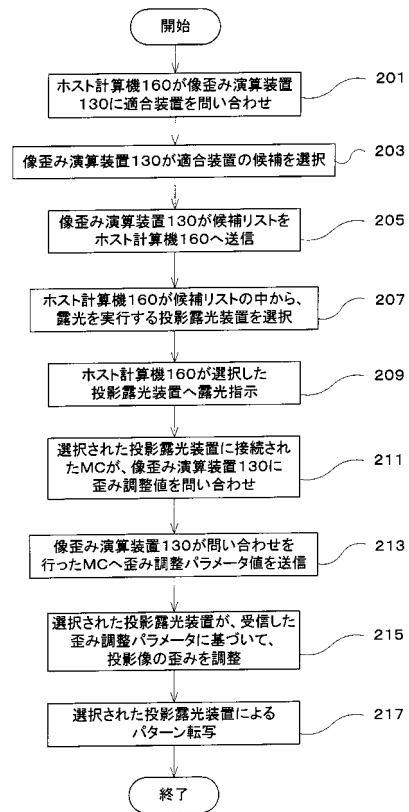 開始
ホスト計算機160が像歪み演算装置
130に適合装置を問い合わせ
201
像歪み演算装置130が適合装置の候補を選択
203
像歪み演算装置130が候補リストを
ホスト計算機160へ送信
205
ホスト計算機160が候補リストの中から、
露光を実行する投影露光装置を選択
207
ホスト計算機160が選択した
投影露光装置へ露光指示
209
選択された投影露光装置に接続され
たMCが、像歪み演算装置130に
歪み調整値を問い合わせ
211
像歪み演算装置130が問い合わせを
行ったMCへ歪み調整パラメータ値を送信
213
選択された投影露光装置が、受信した
歪み調整パラメータに基づいて、
投影像の歪みを調整
215
選択された投影露光装置による
パターン転写
217
終了